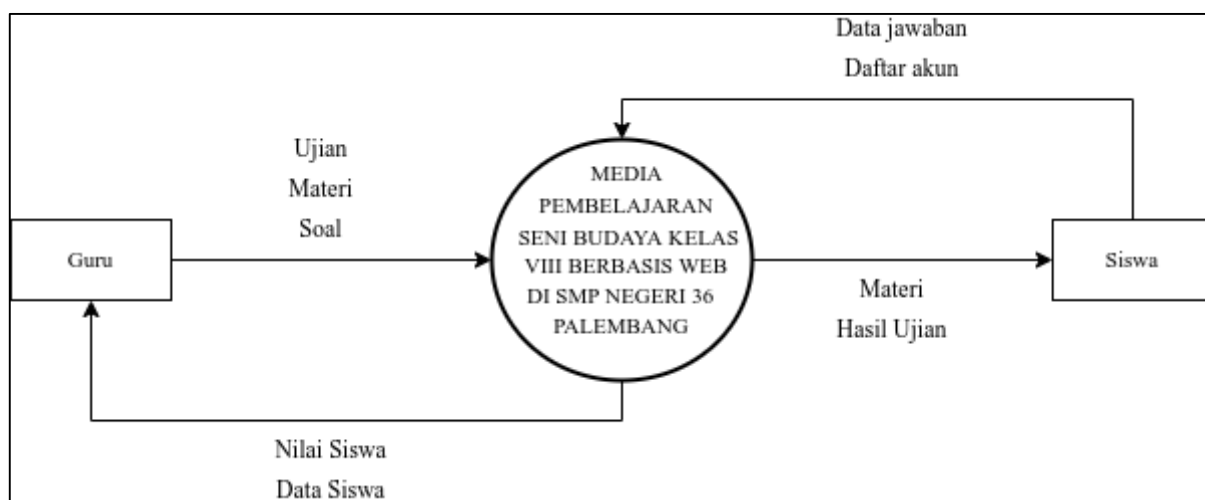 Data jawaban
Daftar akun
Ujian
Materi
Soal
Guru
MEDIA
PEMBELAJARAN
SENI BUDAYA KELAS
VIII BERBASIS WEB
DI SMP NEGERI 36
PALEMBANG
Siswa
Materi
Hasil Ujian
Nilai Siswa
Data Siswa